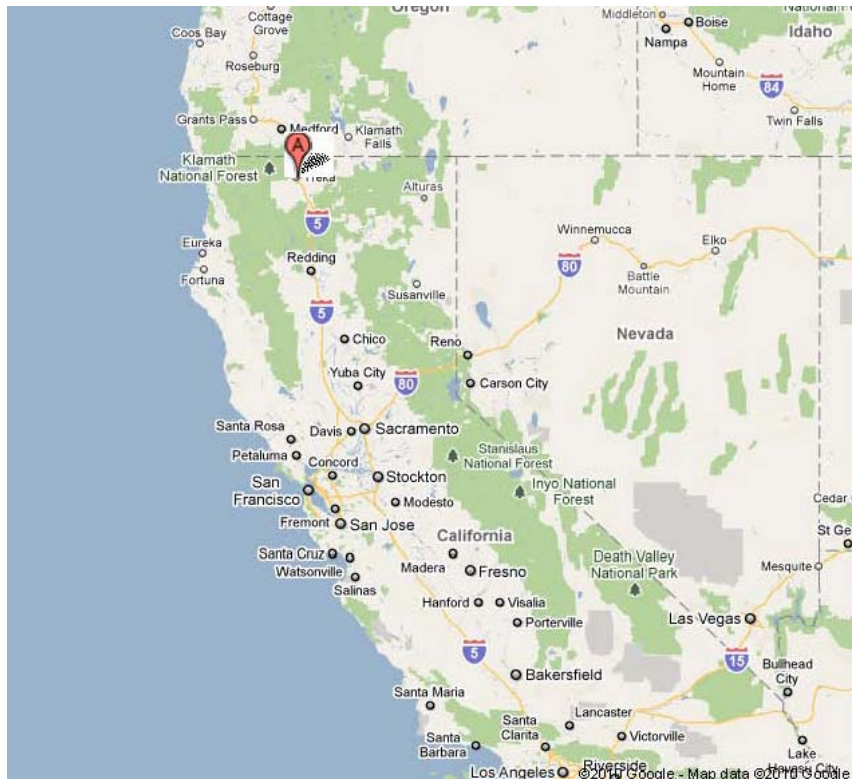 Oregon
Cottage
Grove
Middleton
Boise
Idaho
Coos Bay
Nampa
Roseburg
Mountain
Home
84
Twin Falls
Grants Pass
Medford
Klamath
Falls
A
Klamath
National Forest
Yreka
Alturas
5
Winnemucca
Elko
Eureka
Redding
80
Battle
Mountain
Fortuna
Susanville
5
Nevada
Chico
Reno
Yuba City
80
Carson City
Santa Rosa
Davis
Sacramento
Petaluma
Stanislaus
National Forest
Concord
Stockton
San
Francisco
Inyo National
Forest
Modesto
Cedar
Fremont
San Jose
St Ge
California
Santa Cruz
Madera
Death Valley
National Park
Mesquite
Watsonville
Fresno
Salinas
Hanford
Visalia
Porterville
Las Vegas
5
15
Bullhead
City
Bakersfield
Santa Maria
Lancaster
Santa
Clarita
Victorville
Santa
Barbara
Lake
Havasu City
Riverside
Los Angeles
©2010 Google - Map data ©2010 Google